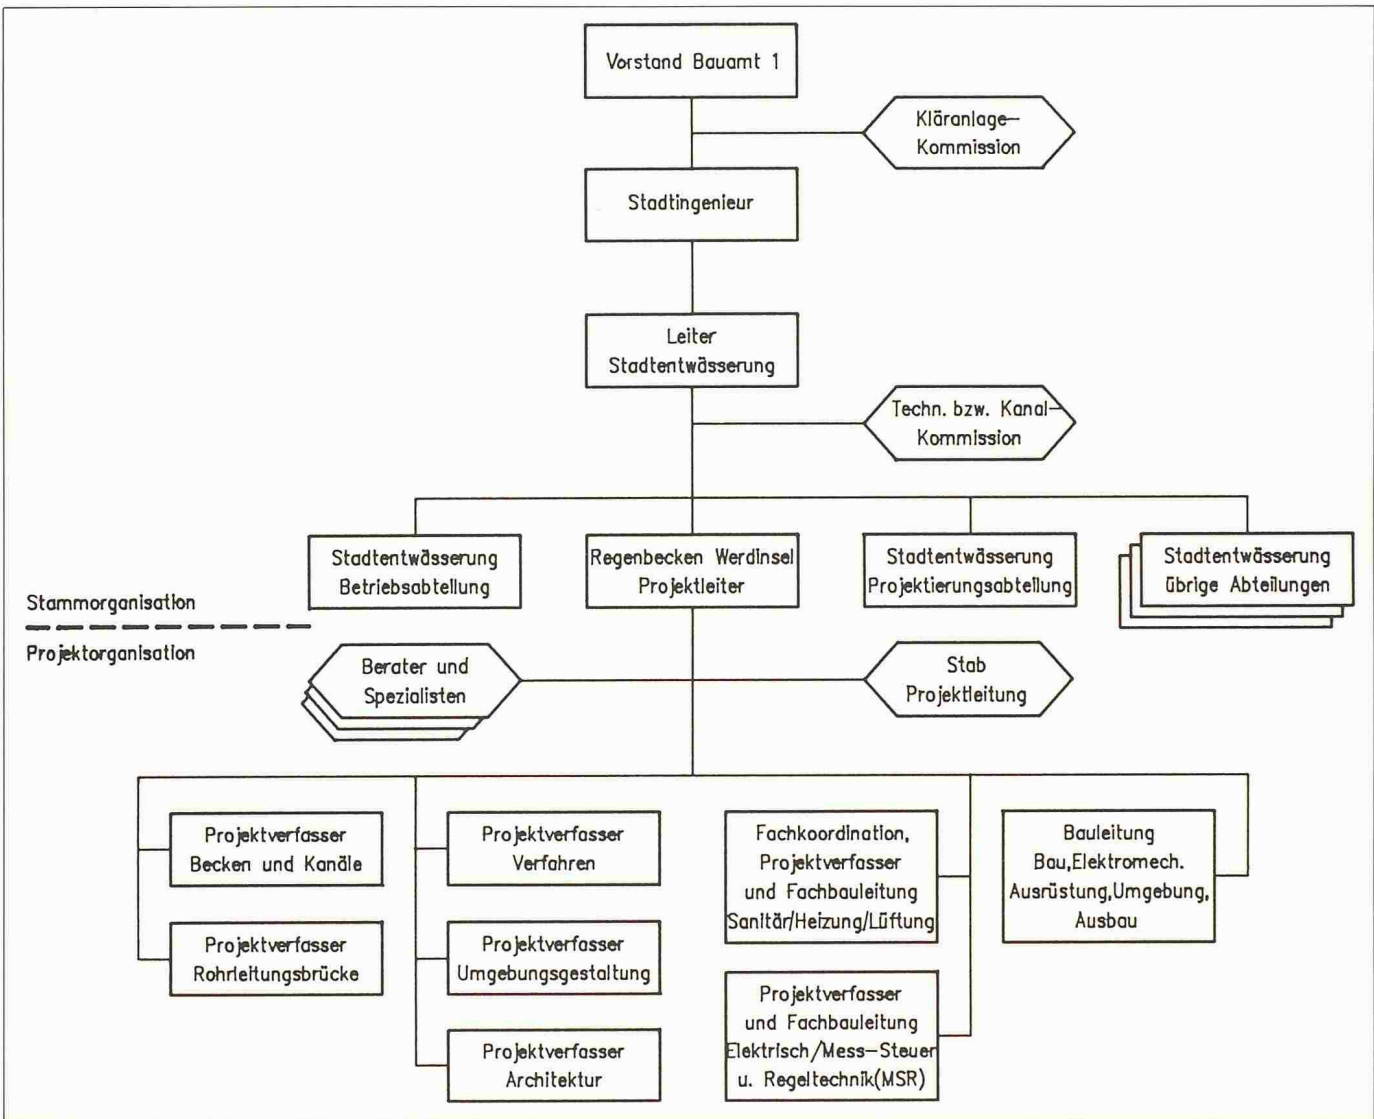 Vorstand Bauamt 1
Kläranlage–
Kommission
Stadtingenieur
Leiter
Stadtentwässerung
Techn. bzw. Kanal–
Kommission
Stadtentwässerung
Betriebsabteilung
Regenbecken Werdinsel
Projektleiter
Stadtentwässerung
Projektierungsabteilung
Stadtentwässerung
übrige Abteilungen
Stammorganisation
Projektorganisation
Berater und
Spezialisten
Stab
Projektleitung
Projektverfasser
Becken und Kanäle
Projektverfasser
Rohrleitungsbrücke
Projektverfasser
Verfahren
Projektverfasser
Umgebungsgestaltung
Projektverfasser
Architektur
Fachkoordination,
Projektverfasser
und Fachbauleitung
Sanitär/Heizung/Lüftung
Projektverfasser
und Fachbauleitung
Elektrisch/Mess–Steuer
u. Regeltechnik(MSR)
Bauleitung
Bau,Elektromech.
Ausrüstung,Umgebung,
Ausbau